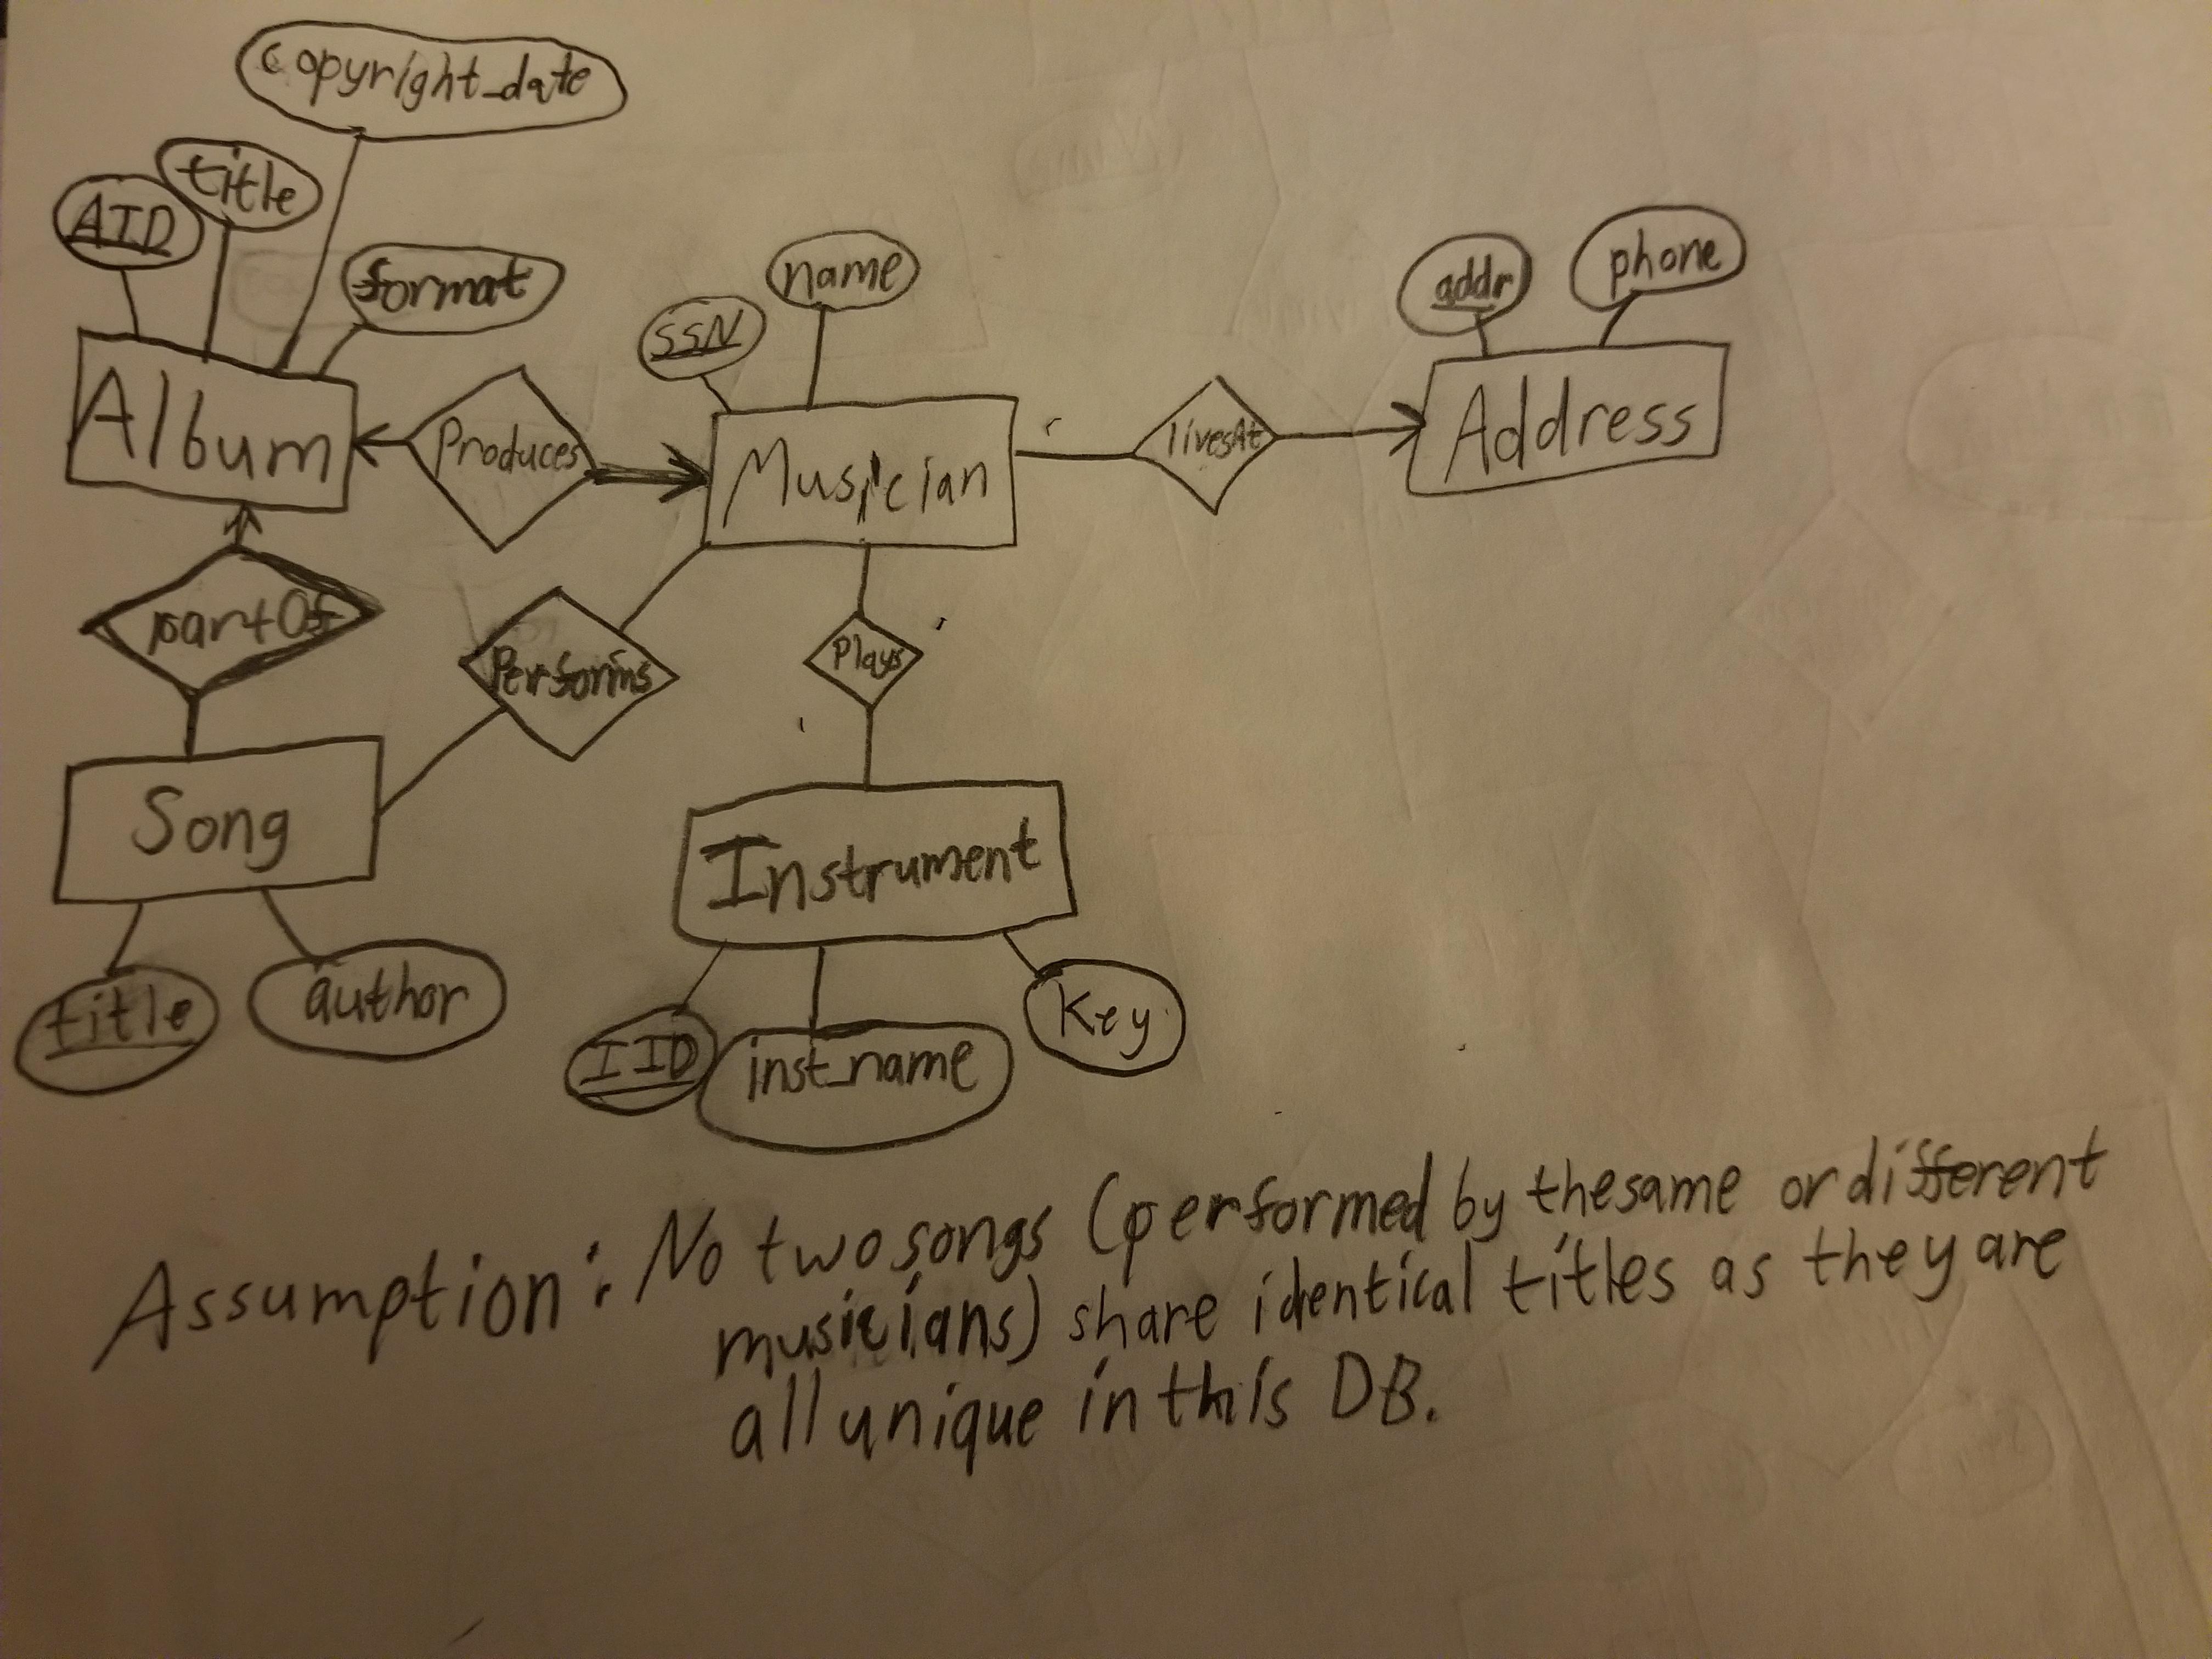 copyright_date
title
AID
format
name
SSN
addr
phone
Album
Produces
Musician
livesAt
Address
partOf
Performs
Plays
Song
Instrument
title
author
IID
inst_name
Key
Assumption: No two songs (performed by the same or different
musicians) share identical titles as they are
all unique in this DB.